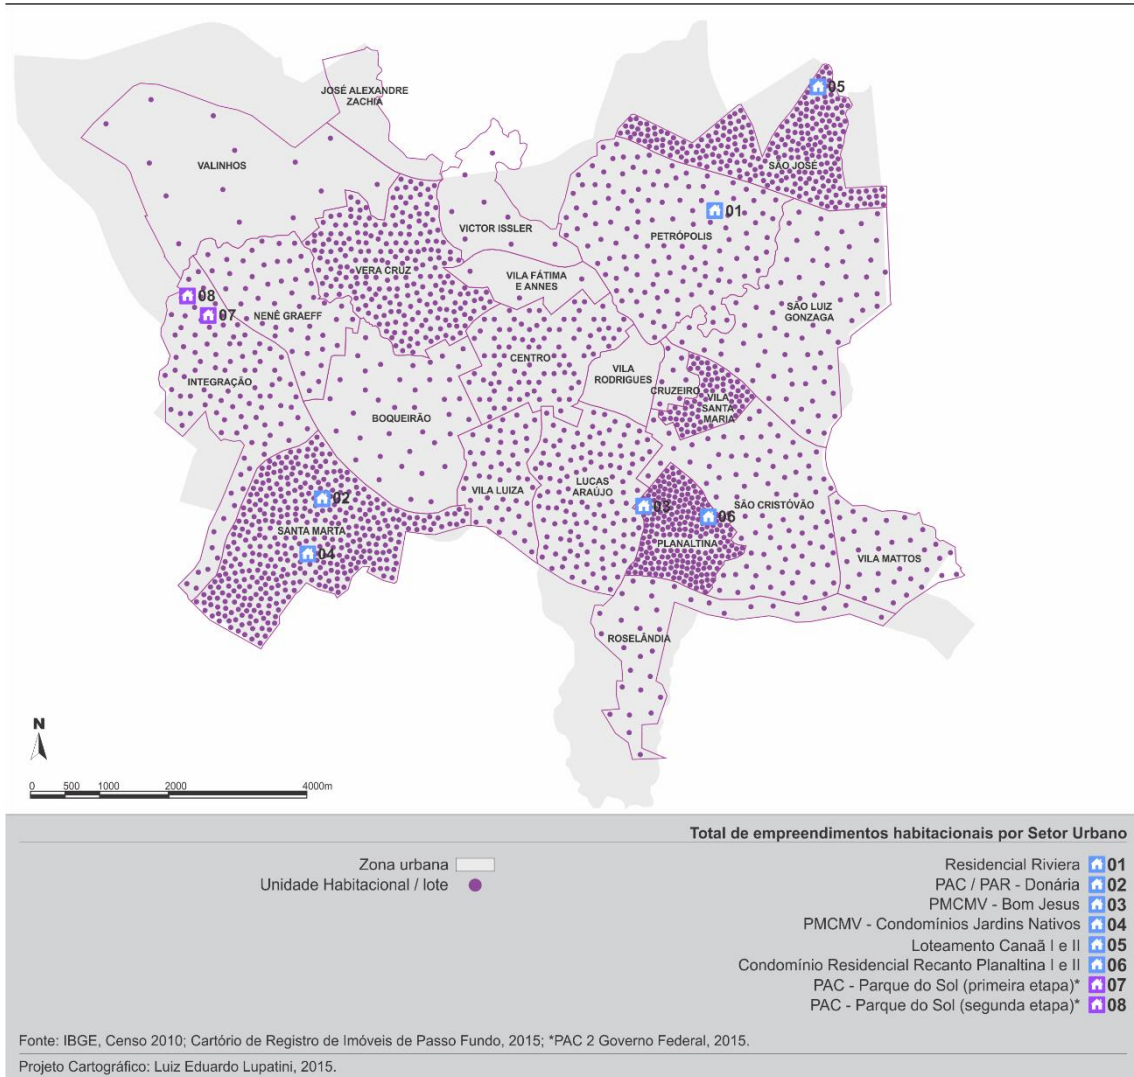 JOSÉ ALEXANDRE
ZACHIA
05
VALINHOS
SÃO JOSÉ
01
VICTOR ISSLER
PETRÓPOLIS
VERA CRUZ
VILA FÁTIMA
E ANNES
08
07
NENÊ GRAEFF
SÃO LUIZ
GONZAGA
CENTRO
VILA
RODRIGUES
INTEGRAÇÃO
CRUZEIRO
VILA
SANTA
MARIA
BOQUEIRÃO
LUCAS
ARAÚJO
VILA LUIZA
02
03
SÃO CRISTÓVÃO
06
SANTA MARTA
PLANALTINA
04
VILA MATTOS
ROSELÂNDIA
N
0 500 1000 2000 4000m
Total de empreendimentos habitacionais por Setor Urbano
Zona urbana
Unidade Habitacional / lote
Residencial Riviera 01
PAC / PAR - Donária 02
PMCMV - Bom Jesus 03
PMCMV - Condomínios Jardins Nativos 04
Loteamento Canaã I e II 05
Condomínio Residencial Recanto Planaltina I e II 06
PAC - Parque do Sol (primeira etapa)* 07
PAC - Parque do Sol (segunda etapa)* 08
Fonte: IBGE, Censo 2010; Cartório de Registro de Imóveis de Passo Fundo, 2015; *PAC 2 Governo Federal, 2015.
Projeto Cartográfico: Luiz Eduardo Lupatini, 2015.